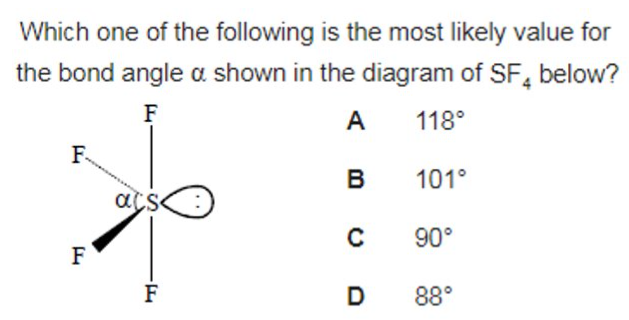 Which one of the following is the most likely value for
the bond angle α shown in the diagram of SF₄ below?
F
A 118°
F
B 101°
α S :
C 90°
F
F
D 88°